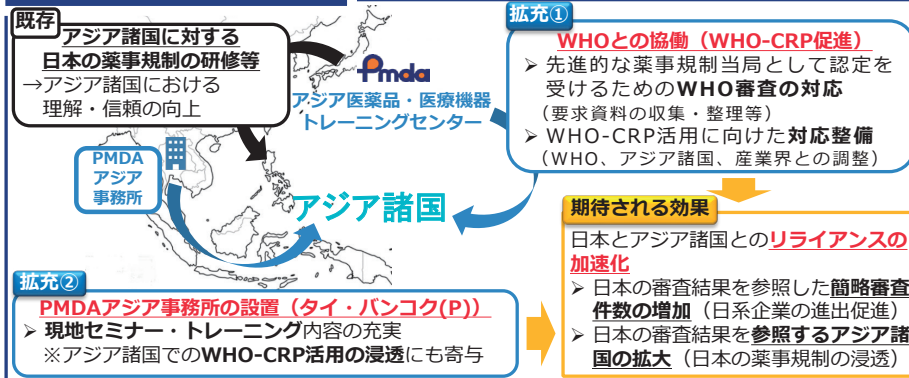 既存
アジア諸国に対する
日本の薬事規制の研修等
→アジア諸国における
理解・信頼の向上
Pmda
アジア医薬品・医療機器
トレーニングセンター
PMDA
アジア
事務所
アジア諸国
拡充①
WHOとの協働（WHO-CRP促進）
➢ 先進的な薬事規制当局として認定を
受けるためのWHO審査の対応
（要求資料の収集・整理等）
➢ WHO-CRP活用に向けた対応整備
（WHO、アジア諸国、産業界との調整）
拡充②
PMDAアジア事務所の設置（タイ・バンコク(P)）
➢ 現地セミナー・トレーニング内容の充実
※アジア諸国でのWHO-CRP活用の浸透にも寄与
期待される効果
日本とアジア諸国とのリライアンスの
加速化
➢ 日本の審査結果を参照した簡略審査
件数の増加（日系企業の進出促進）
➢ 日本の審査結果を参照するアジア諸
国の拡大（日本の薬事規制の浸透）